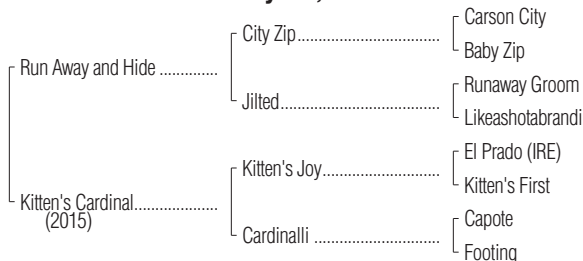 Carson City
City Zip
Baby Zip
Run Away and Hide
Runaway Groom
Jilted
Likeashotabrandi
El Prado (IRE)
Kitten's Joy
Kitten's First
Kitten's Cardinal
(2015)
Capote
Cardinalli
Footing